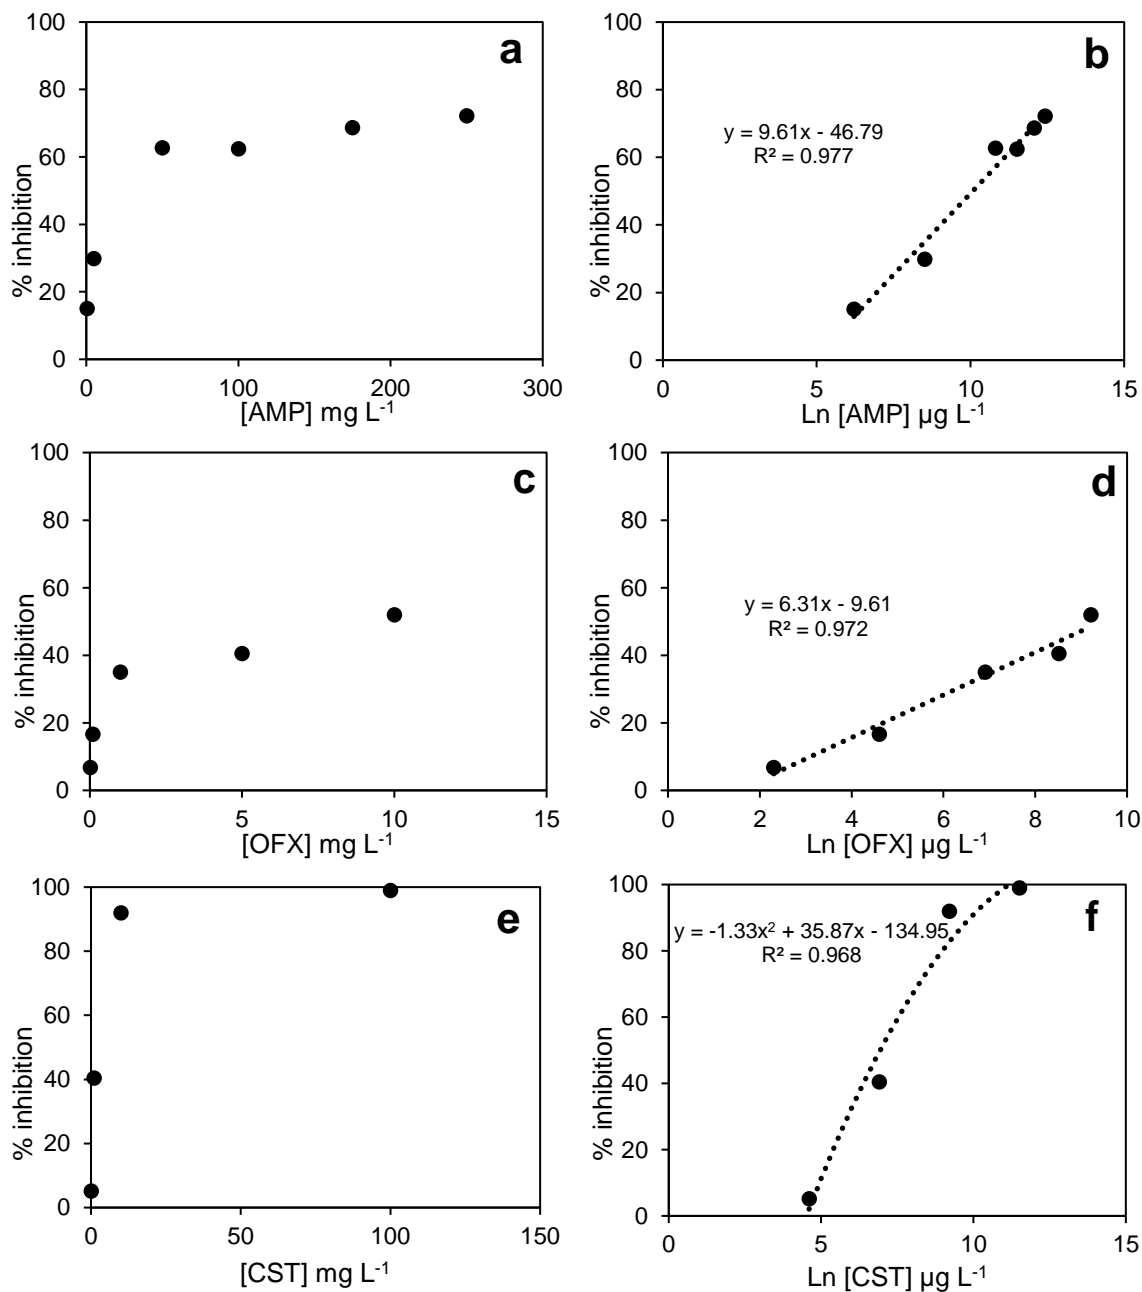 a
100
80
60
40
20
0
% inhibition
0 100 200 300
[AMP] mg L⁻¹
b
100
80
60
40
20
0
% inhibition
y = 9.61x - 46.79
R² = 0.977
0 5 10 15
Ln [AMP] µg L⁻¹
c
100
80
60
40
20
0
% inhibition
0 5 10 15
[OFX] mg L⁻¹
d
100
80
60
40
20
0
% inhibition
y = 6.31x - 9.61
R² = 0.972
0 2 4 6 8 10
Ln [OFX] µg L⁻¹
e
100
80
60
40
20
0
% inhibition
0 50 100 150
[CST] mg L⁻¹
f
100
80
60
40
20
0
% inhibition
y = -1.33x² + 35.87x - 134.95
R² = 0.968
0 5 10 15
Ln [CST] µg L⁻¹